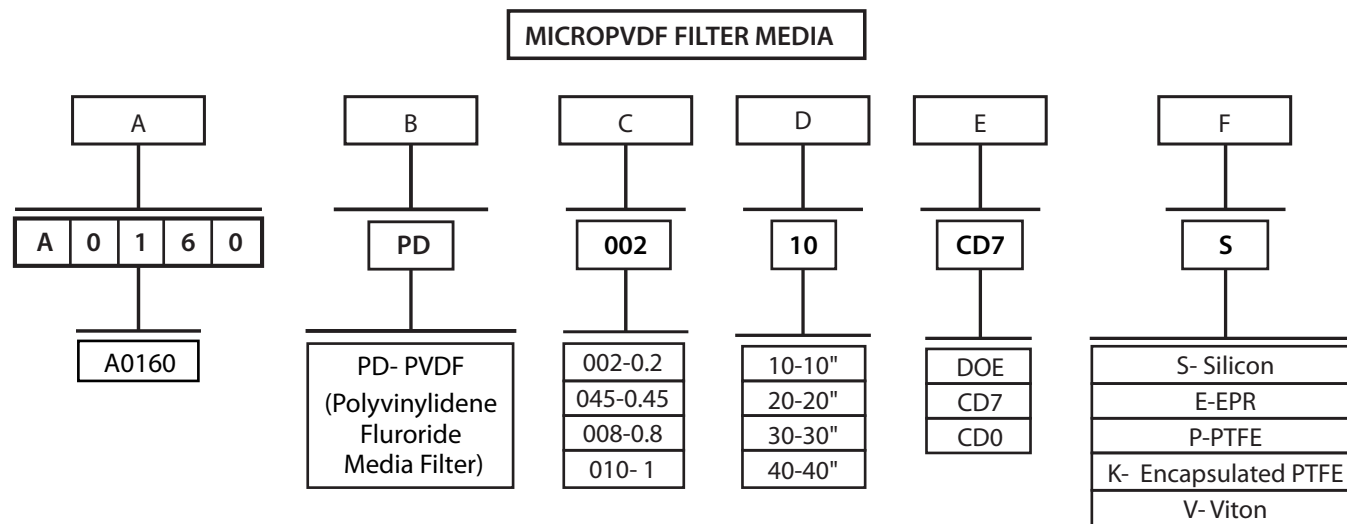 MICROPVDF FILTER MEDIA
A B C D E F
A 0 1 6 0 PD 002 10 CD7 S
A0160
PD- PVDF
(Polyvinylidene
Fluroride
Media Filter)
002-0.2
045-0.45
008-0.8
010- 1
10-10"
20-20"
30-30"
40-40"
DOE
CD7
CD0
S- Silicon
E-EPR
P-PTFE
K- Encapsulated PTFE
V- Viton